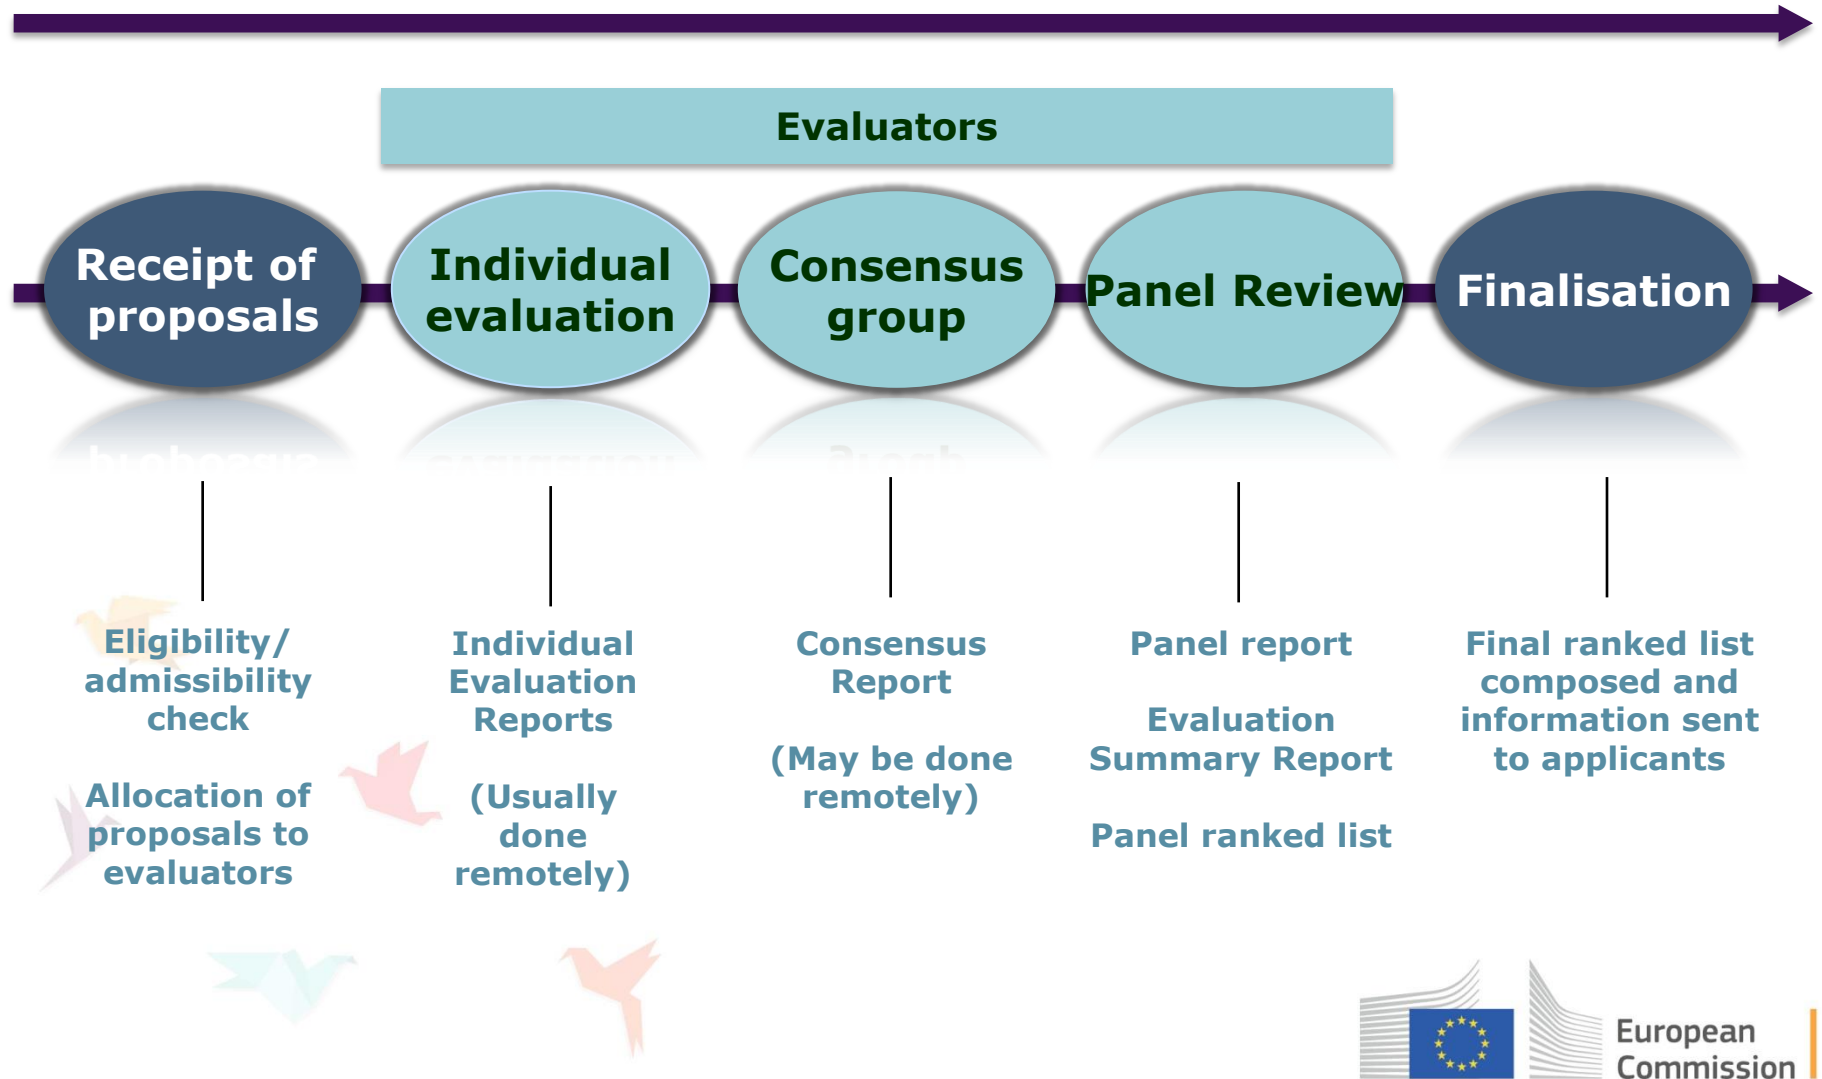 Evaluators
Receipt of
proposals
Individual
evaluation
Consensus
group
Panel Review
Finalisation
Eligibility/
admissibility
check
Allocation of
proposals to
evaluators
Individual
Evaluation
Reports
(Usually
done
remotely)
Consensus
Report
(May be done
remotely)
Panel report
Evaluation
Summary Report
Panel ranked list
Final ranked list
composed and
information sent
to applicants
European
Commission